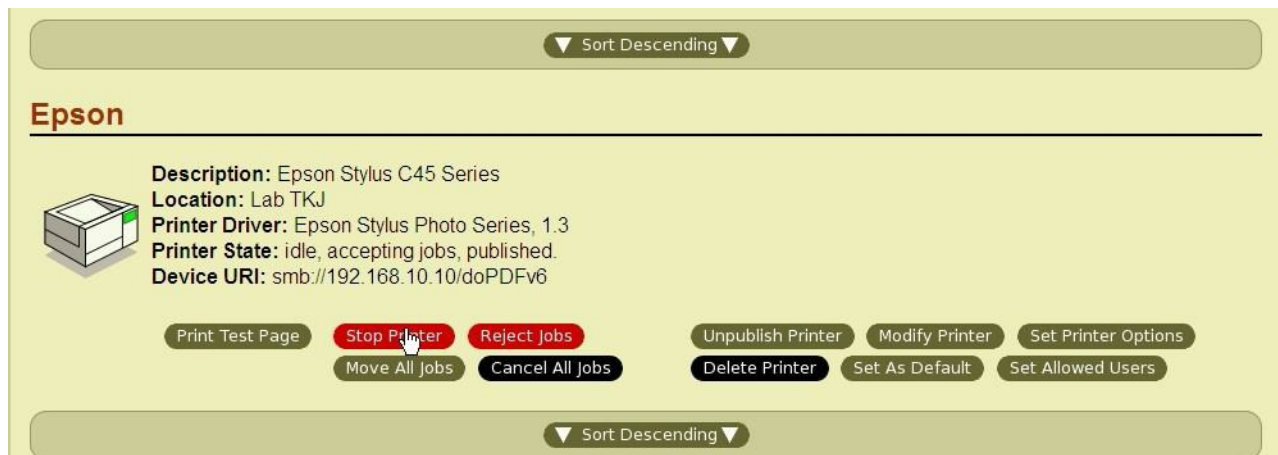 Sort Descending
Epson
Description: Epson Stylus C45 Series
Location: Lab TKJ
Printer Driver: Epson Stylus Photo Series, 1.3
Printer State: idle, accepting jobs, published.
Device URI: smb://192.168.10.10/doPDFv6
Print Test Page Stop Printer Reject Jobs Unpublish Printer Modify Printer Set Printer Options
Move All Jobs Cancel All Jobs Delete Printer Set As Default Set Allowed Users
Sort Descending